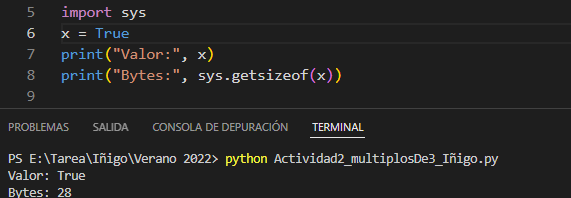 5 import sys
6 x = True
7 print("Valor:", x)
8 print("Bytes:", sys.getsizeof(x))
9
PROBLEMAS SALIDA CONSOLA DE DEPURACIÓN TERMINAL
PS E:\Tarea\Iñigo\Verano 2022> python Actividad2_multiplosDe3_Iñigo.py
Valor: True
Bytes: 28